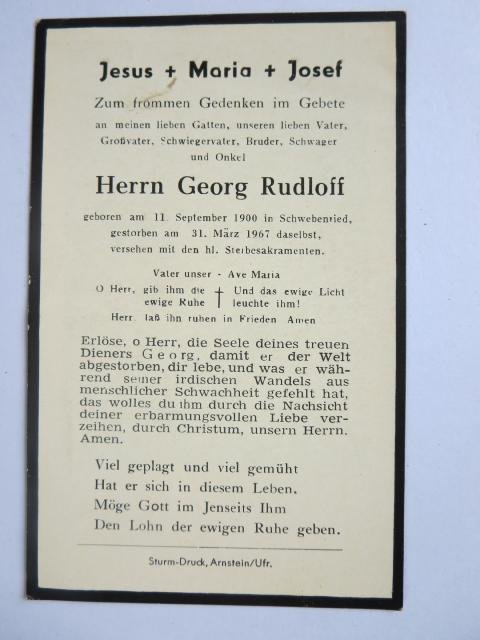 Jesus + Maria + Josef
Zum frommen Gedenken im Gebete
an meinen lieben Gatten, unseren lieben Vater,
Großvater, Schwiegervater, Bruder, Schwager
und Onkel
Herrn Georg Rudloff
geboren am 11. September 1900 in Schwebenried,
gestorben am 31. März 1967 daselbst,
versehen mit den hl. Sterbesakramenten.
Vater unser - Ave Maria
O Herr, gib ihm die † Und das ewige Licht
ewige Ruhe leuchte ihm!
Herr, laß ihn ruhen in Frieden Amen
Erlöse, o Herr, die Seele deines treuen
Dieners Georg, damit er der Welt
abgestorben, dir lebe, und was er wäh-
rend seiner irdischen Wandels aus
menschlicher Schwachheit gefehlt hat,
das wolles du ihm durch die Nachsicht
deiner erbarmungsvollen Liebe ver-
zeihen, durch Christum, unsern Herrn.
Amen.
Viel geplagt und viel gemüht
Hat er sich in diesem Leben.
Möge Gott im Jenseits Ihm
Den Lohn der ewigen Ruhe geben.
Sturm-Druck, Arnstein/Ufr.